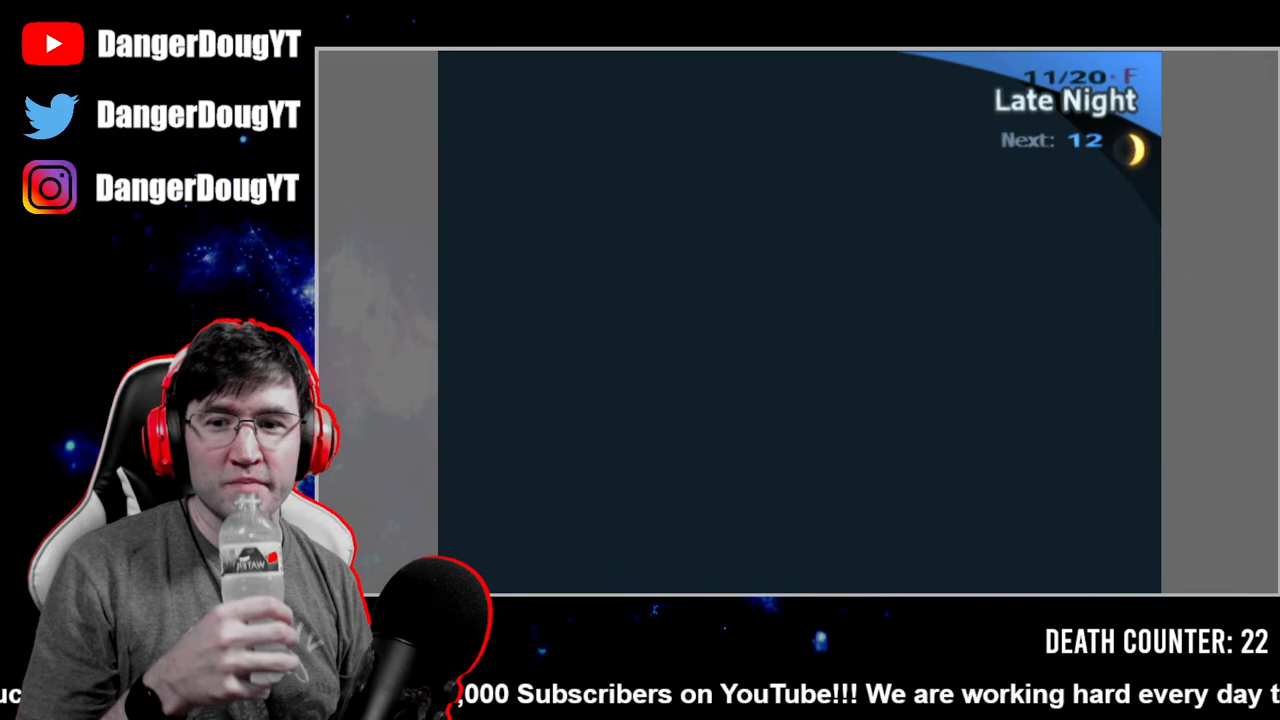 DangerDougYT
DangerDougYT
DangerDougYT
11/20 · F
Late Night
Next: 12
WATER
DEATH COUNTER: 22
,000 Subscribers on YouTube!!! We are working hard every day t